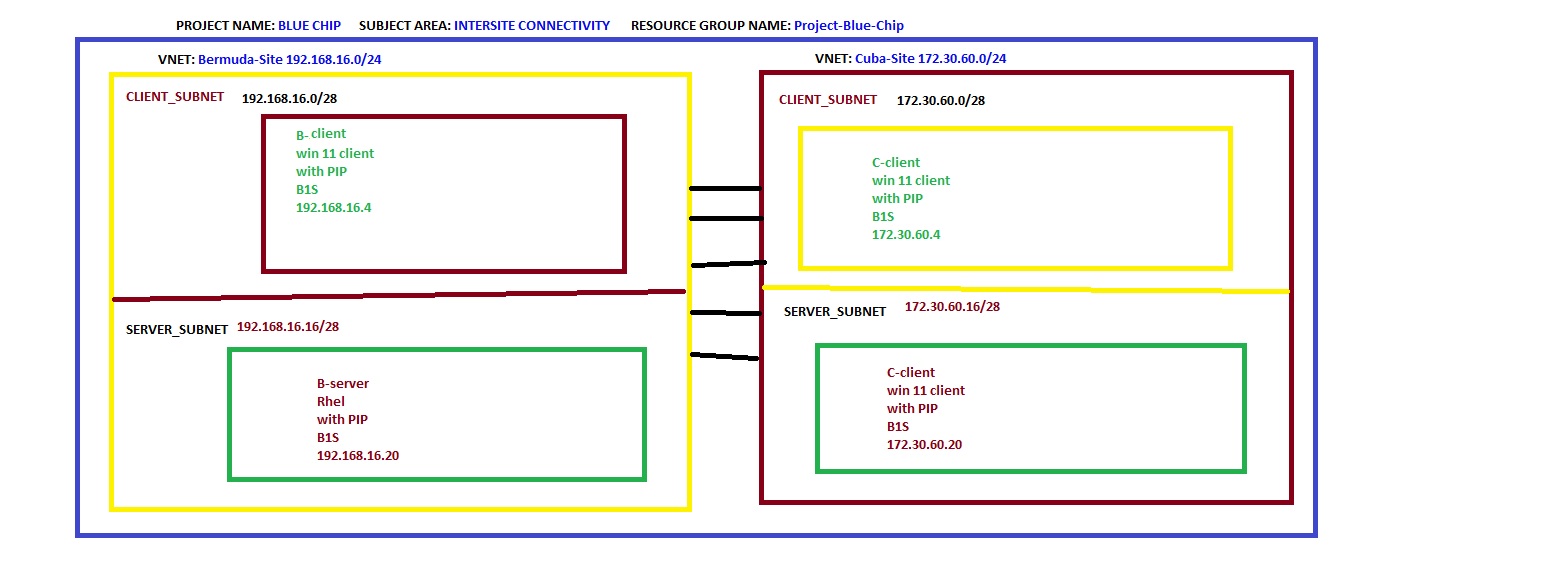 PROJECT NAME: BLUE CHIP SUBJECT AREA: INTERSITE CONNECTIVITY RESOURCE GROUP NAME: Project-Blue-Chip
VNET: Bermuda-Site 192.168.16.0/24
CLIENT_SUBNET 192.168.16.0/28
B- client
win 11 client
with PIP
B1S
192.168.16.4
SERVER_SUBNET 192.168.16.16/28
B-server
Rhel
with PIP
B1S
192.168.16.20
VNET: Cuba-Site 172.30.60.0/24
CLIENT_SUBNET 172.30.60.0/28
C-client
win 11 client
with PIP
B1S
172.30.60.4
SERVER_SUBNET 172.30.60.16/28
C-client
win 11 client
with PIP
B1S
172.30.60.20